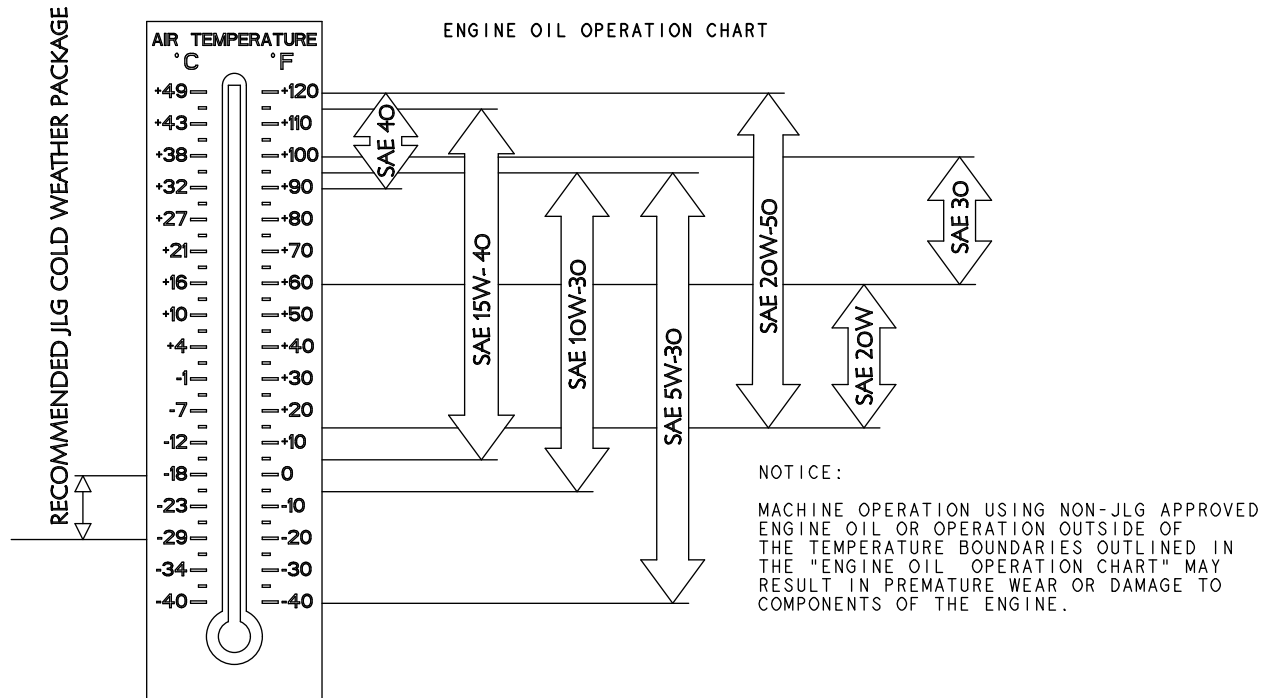 RECOMMENDED JLG COLD WEATHER PACKAGE
ENGINE OIL OPERATION CHART
AIR TEMPERATURE
°C °F
+49 +120
+43 +110
+38 +100
+32 +90
+27 +80
+21 +70
+16 +60
+10 +50
+4 +40
-1 +30
-7 +20
-12 +10
-18 0
-23 -10
-29 -20
-34 -30
-40 -40
SAE 40
SAE 15W-40
SAE 10W-30
SAE 5W-30
SAE 20W-50
SAE 20W
SAE 30
NOTICE:
MACHINE OPERATION USING NON-JLG APPROVED
ENGINE OIL OR OPERATION OUTSIDE OF
THE TEMPERATURE BOUNDARIES OUTLINED IN
THE "ENGINE OIL OPERATION CHART" MAY
RESULT IN PREMATURE WEAR OR DAMAGE TO
COMPONENTS OF THE ENGINE.